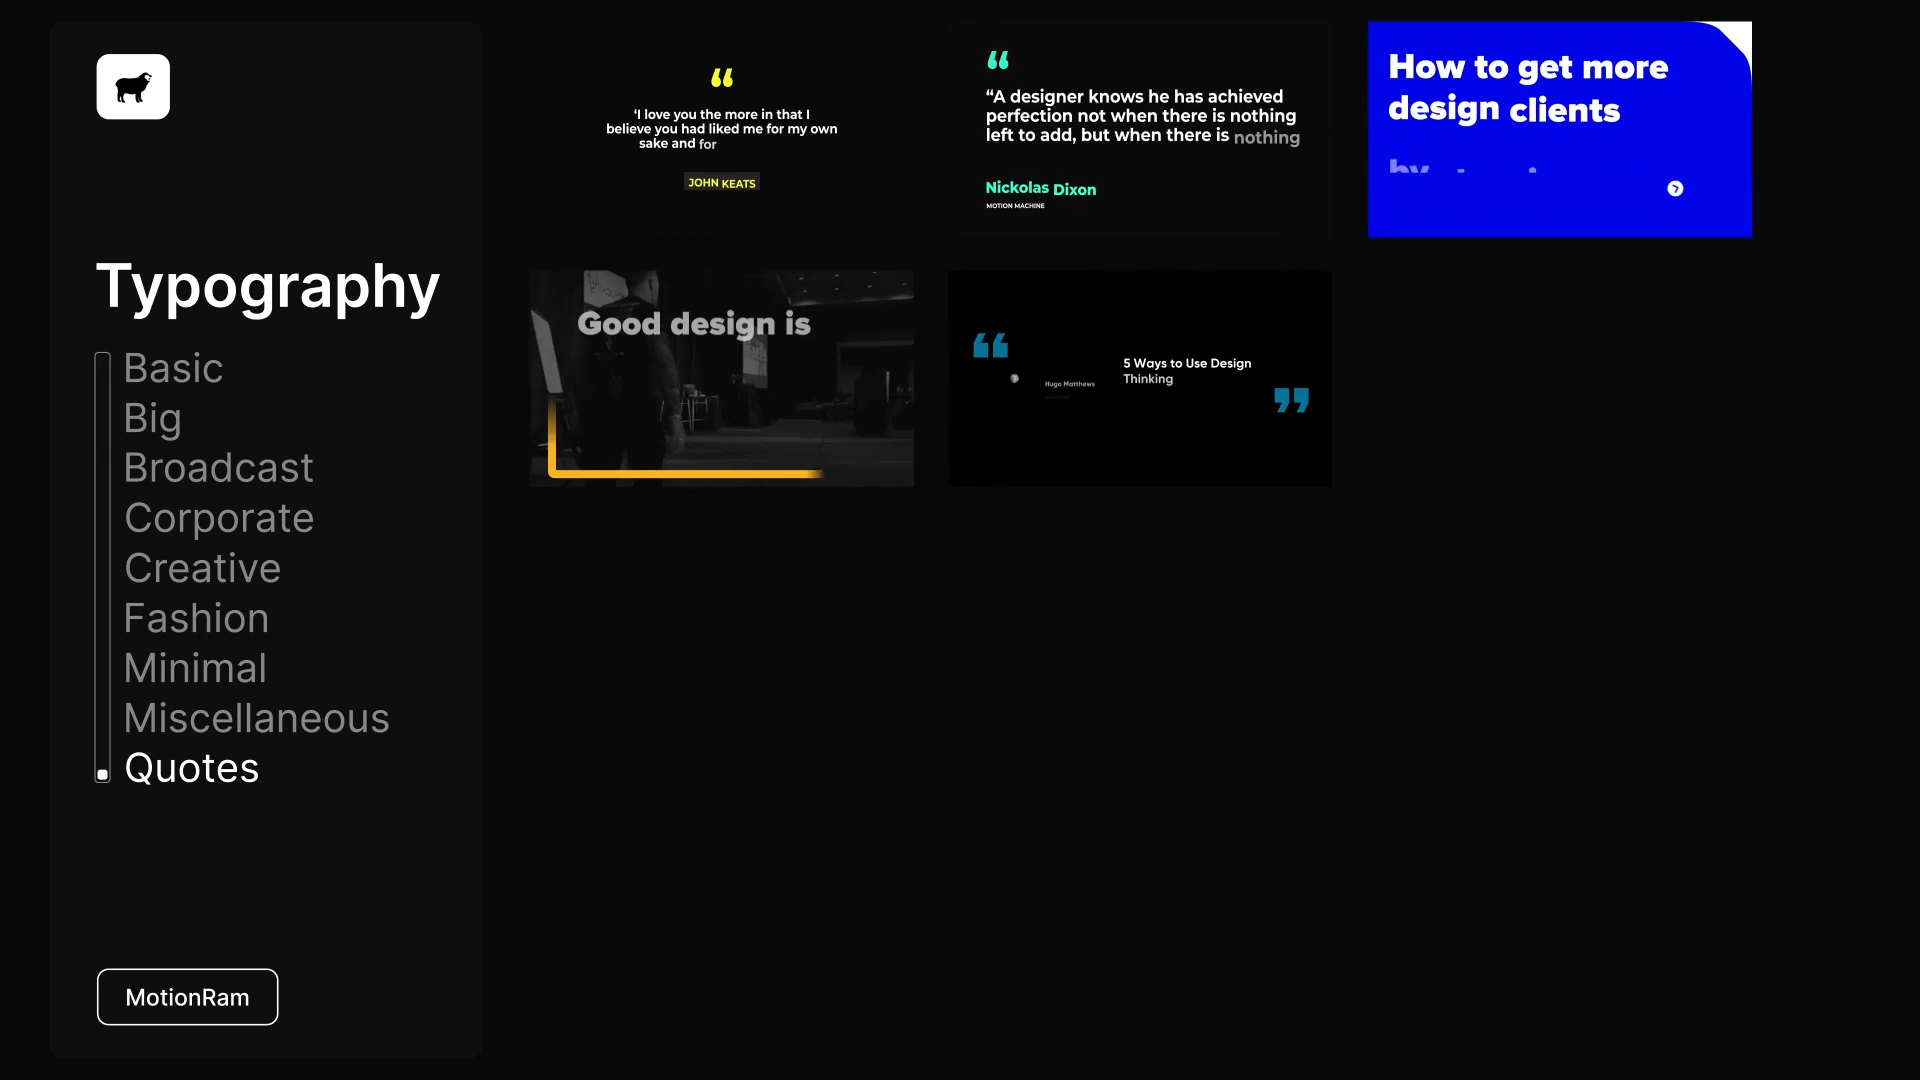 Typography
Basic
Big
Broadcast
Corporate
Creative
Fashion
Minimal
Miscellaneous
Quotes
MotionRam
“
‘I love you the more in that I
believe you had liked me for my own
sake and for
JOHN KEATS
“
“A designer knows he has achieved
perfection not when there is nothing
left to add, but when there is nothing
Nickolas Dixon
MOTION MACHINE
How to get more
design clients
Good design is
“
Hugo Matthews
5 Ways to Use Design
Thinking
”